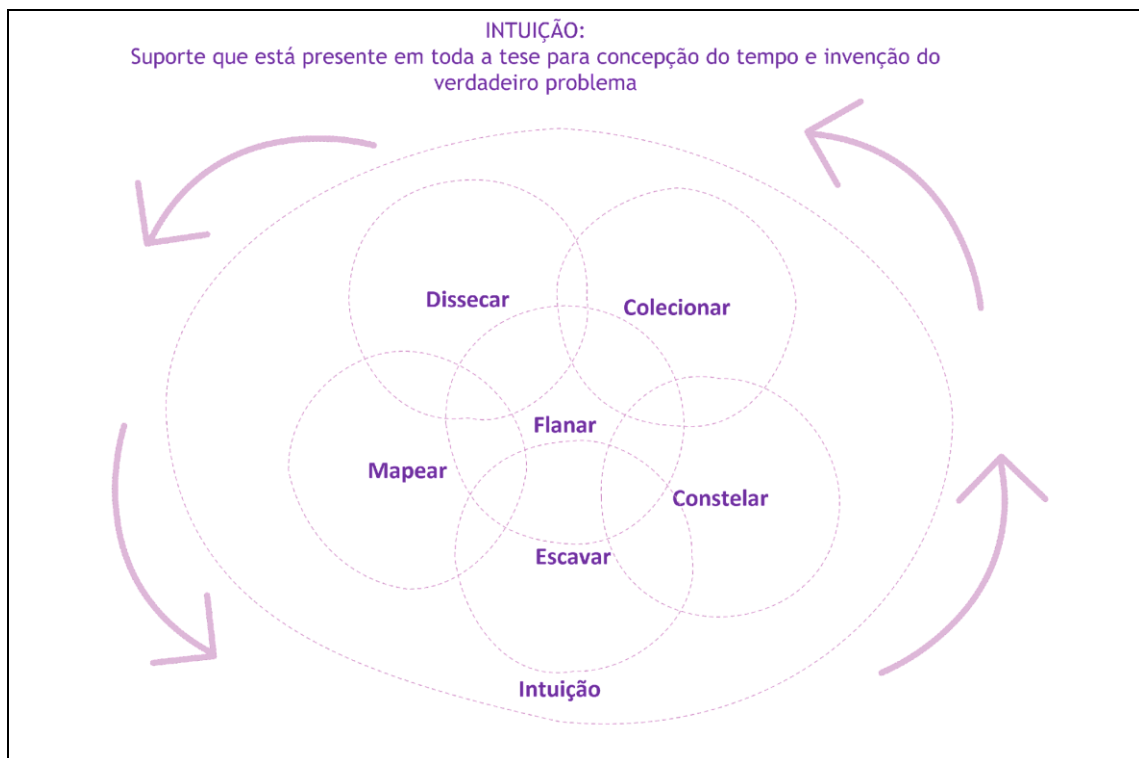 INTUIÇÃO:
Suporte que está presente em toda a tese para concepção do tempo e invenção do
verdadeiro problema
Dissecar
Colecionar
Flanar
Mapear
Constelar
Escavar
Intuição